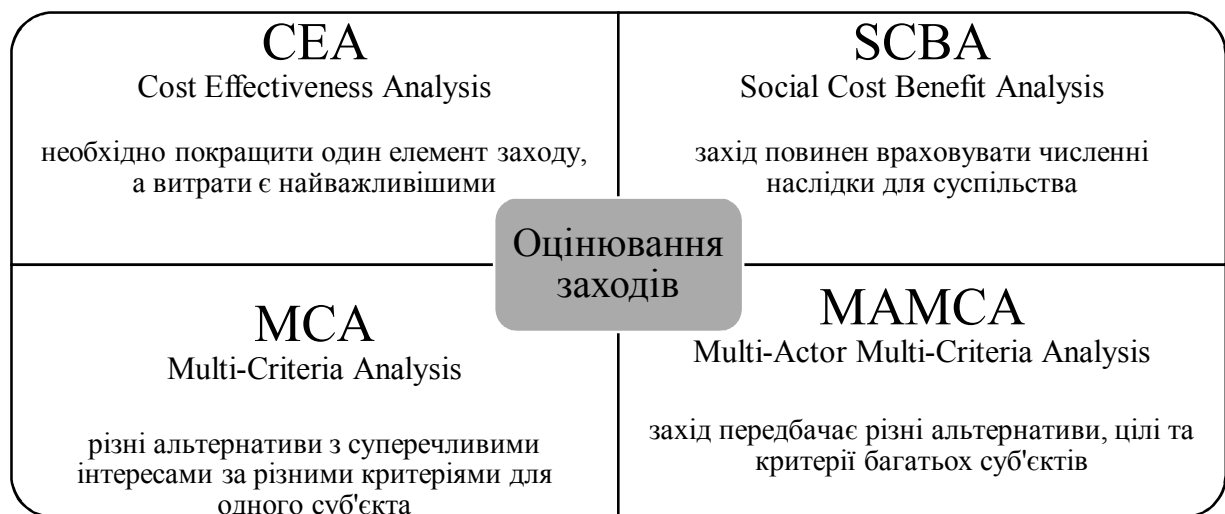 CEA
Cost Effectiveness Analysis
необхідно покращити один елемент заходу,
а витрати є найважливішими
SCBA
Social Cost Benefit Analysis
захід повинен враховувати численні
наслідки для суспільства
Оцінювання
заходів
MCA
Multi-Criteria Analysis
різні альтернативи з суперечливими
інтересами за різними критеріями для
одного суб'єкта
MAMCA
Multi-Actor Multi-Criteria Analysis
захід передбачає різні альтернативи, цілі та
критерії багатьох суб'єктів